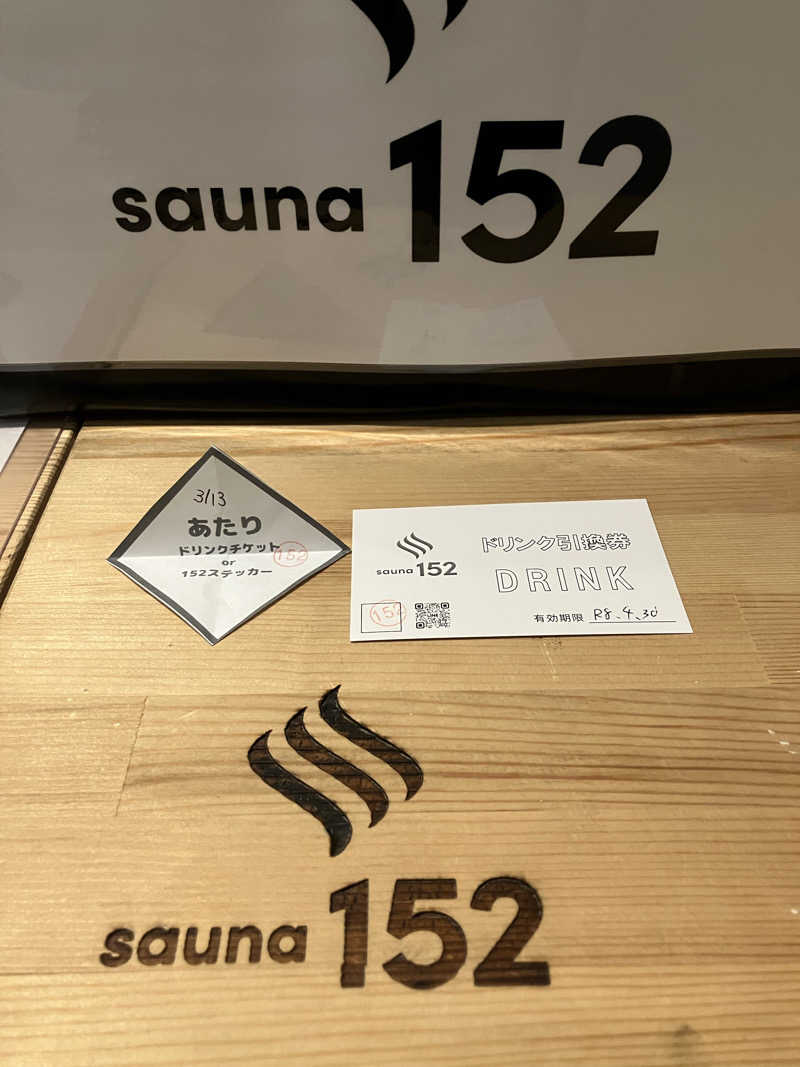 sauna 152
3/13
あたり
ドリンクチケット
or
152ステッカー
152
sauna 152
ドリンク引換券
DRINK
152
有効期限 R8.4.30
sauna 152